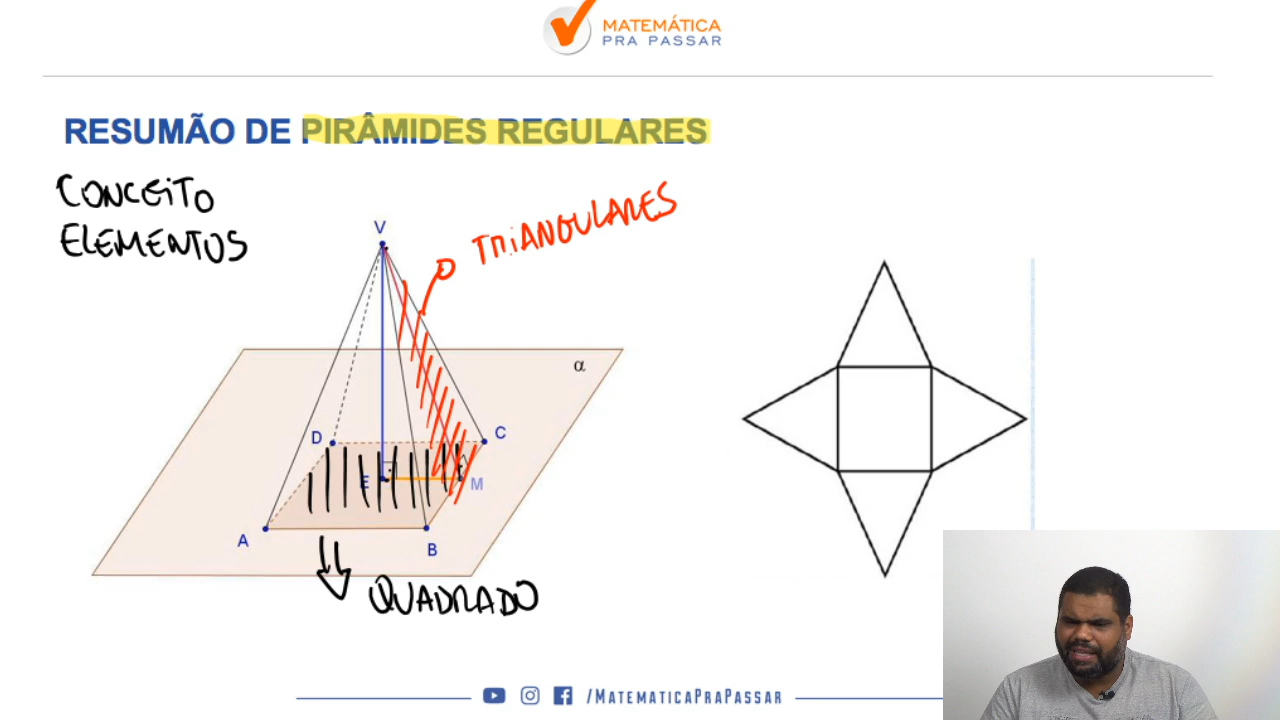 MATEMÁTICA
PRA PASSAR
RESUMÃO DE PIRÂMIDES REGULARES
CONCEITO
ELEMENTOS
TRIANGULARES
V
α
D
C
E
M
A
B
QUADRADO
/MATEMATICAPRAPASSAR